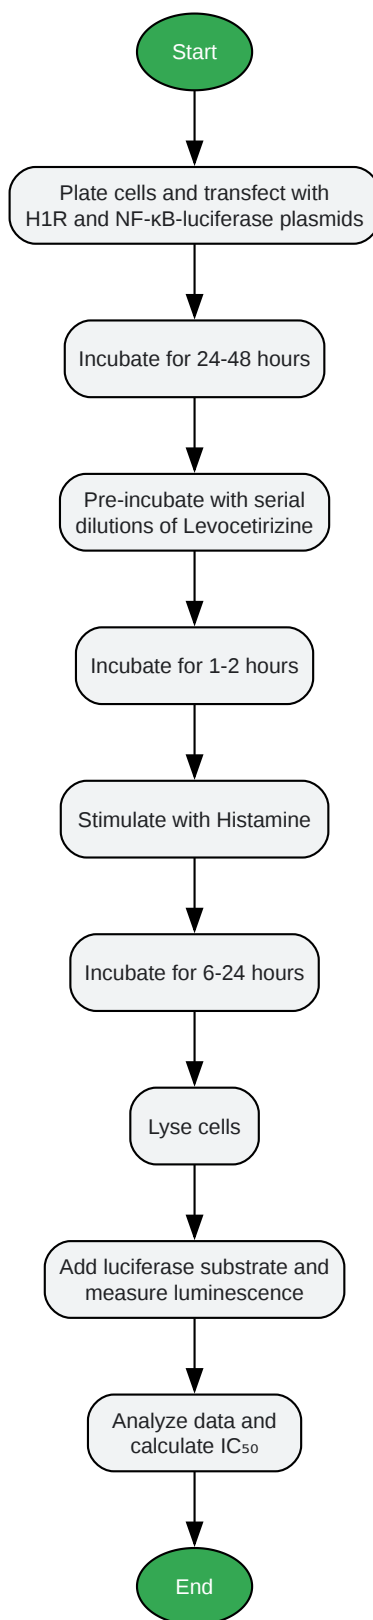 Start
Plate cells and transfect with
H1R and NF-κB-luciferase plasmids
Incubate for 24-48 hours
Pre-incubate with serial
dilutions of Levocetirizine
Incubate for 1-2 hours
Stimulate with Histamine
Incubate for 6-24 hours
Lyse cells
Add luciferase substrate and
measure luminescence
Analyze data and
calculate IC₅₀
End